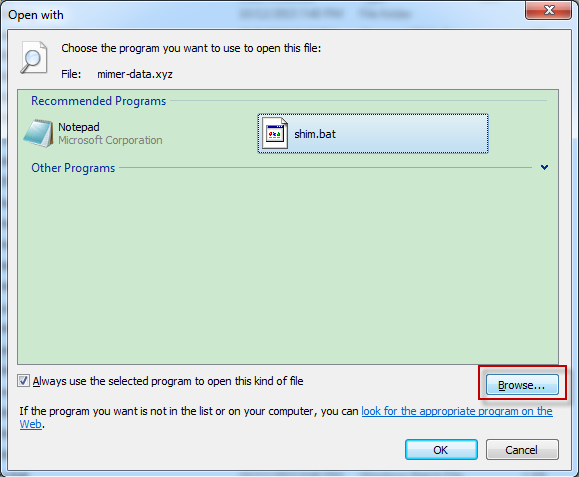 Open with
Choose the program you want to use to open this file:
File: mimer-data.xyz
Recommended Programs
Notepad
Microsoft Corporation
shim.bat
Other Programs
Always use the selected program to open this kind of file
Browse...
If the program you want is not in the list or on your computer, you can look for the appropriate program on the
Web.
OK
Cancel